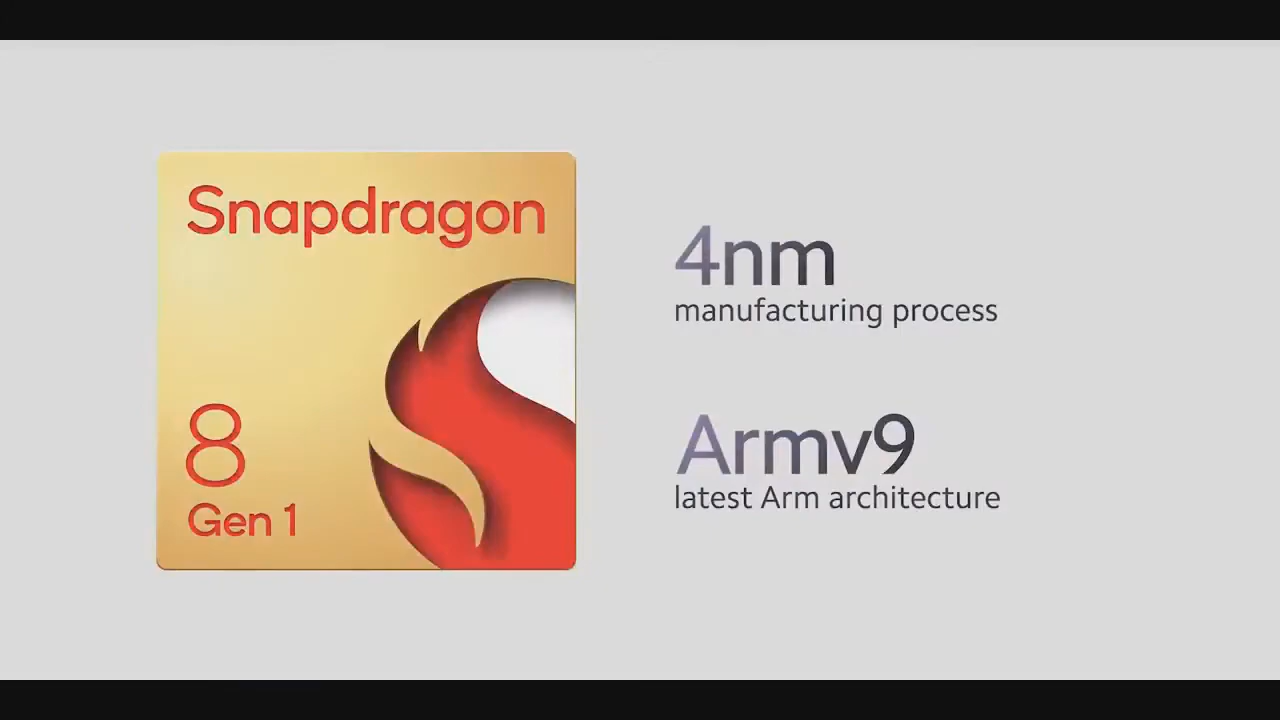 Snapdragon
8
Gen 1
4nm
manufacturing process
Armv9
latest Arm architecture